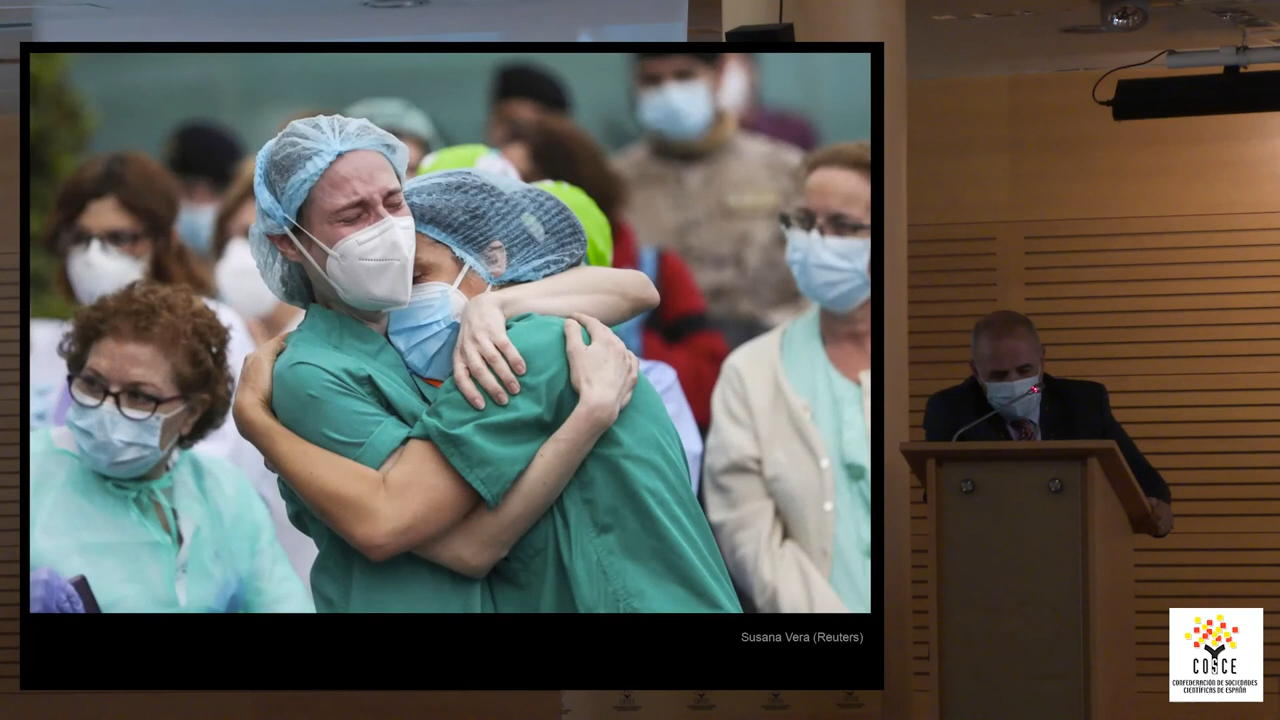 Susana Vera (Reuters)
COSCE
CONFEDERACIÓN DE SOCIEDADES
CIENTÍFICAS DE ESPAÑA